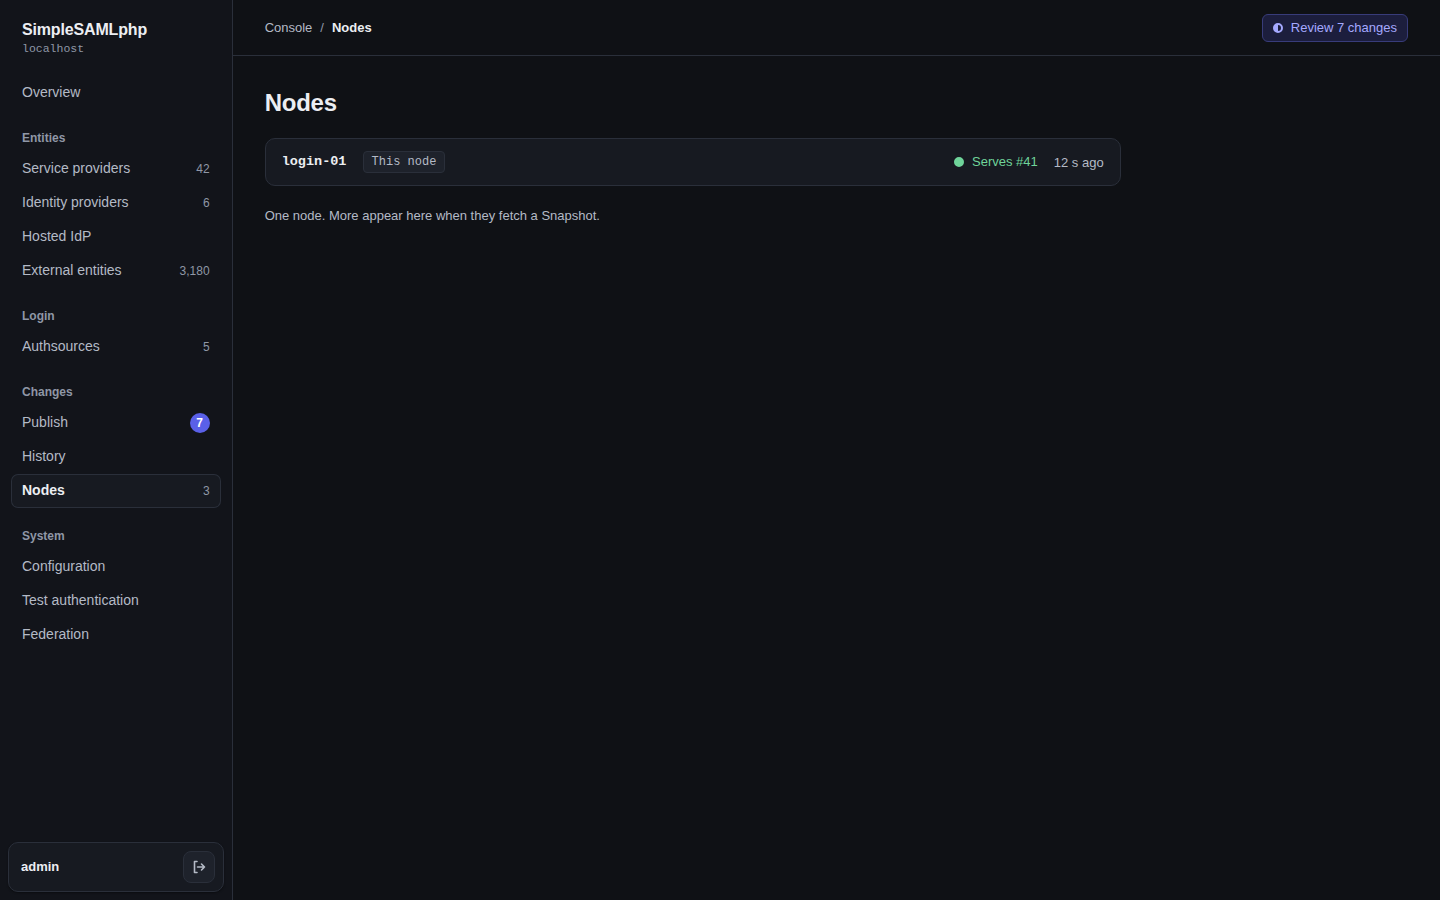 SimpleSAMLphp
localhost
Overview
Entities
Service providers 42
Identity providers 6
Hosted IdP
External entities 3,180
Login
Authsources 5
Changes
Publish 7
History
Nodes 3
System
Configuration
Test authentication
Federation
admin
Console / Nodes
Review 7 changes
Nodes
login-01 This node Serves #41 12 s ago
One node. More appear here when they fetch a Snapshot.